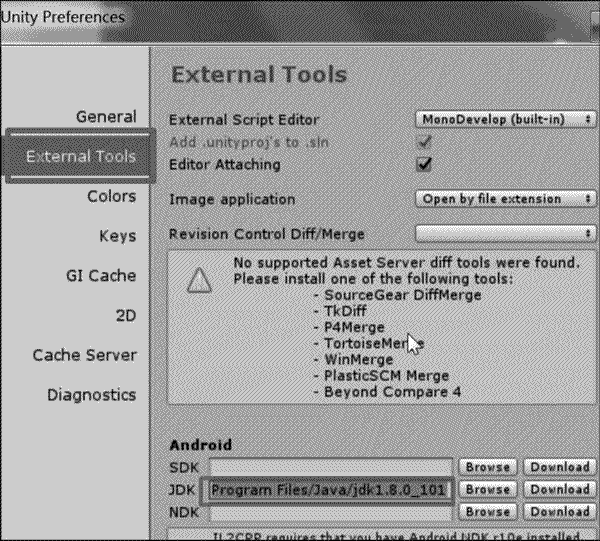 Unity Preferences
External Tools
General
External Script Editor MonoDevelop (built-in)
Add .unityproj's to .sln
External Tools
Editor Attaching
Colors
Image application Open by file extension
Keys
Revision Control Diff/Merge
No supported Asset Server diff tools were found.
GI Cache
Please install one of the following tools:
- SourceGear DiffMerge
2D
- TkDiff
- P4Merge
- TortoiseMerge
Cache Server
- WinMerge
- PlasticSCM Merge
Diagnostics
- Beyond Compare 4
Android
SDK Browse Download
JDK Program Files/Java/jdk1.8.0_101 Browse Download
NDK Browse Download
IL2CPP requires that you have Android NDK r10e installed.